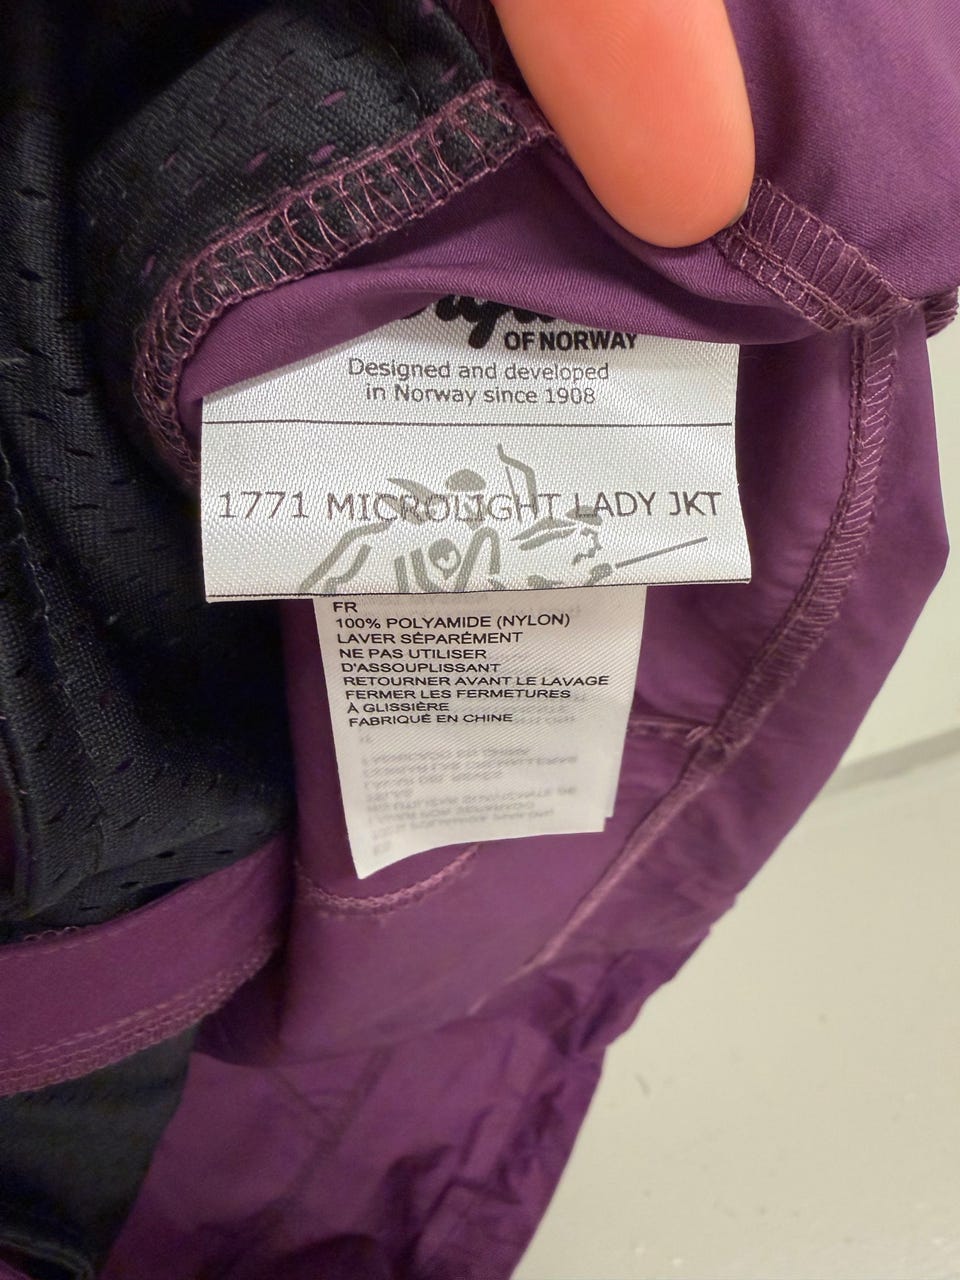 OF NORWAY
Designed and developed
in Norway since 1908
1771 MICROLIGHT LADY JKT
FR
100% POLYAMIDE (NYLON)
LAVER SÉPARÉMENT
NE PAS UTILISER
D'ASSOUPLISSANT
RETOURNER AVANT LE LAVAGE
FERMER LES FERMETURES
À GLISSIÈRE
FABRIQUÉ EN CHINE